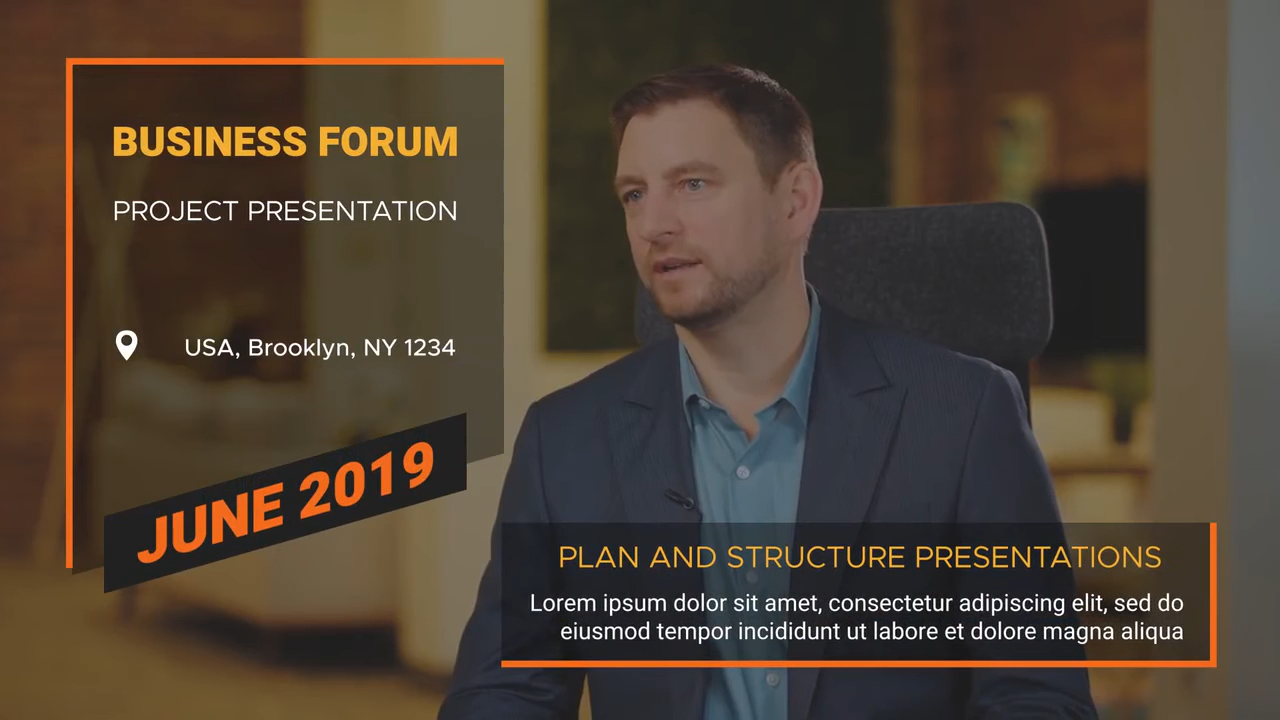 BUSINESS FORUM
PROJECT PRESENTATION
USA, Brooklyn, NY 1234
JUNE 2019
PLAN AND STRUCTURE PRESENTATIONS
Lorem ipsum dolor sit amet, consectetur adipiscing elit, sed do
eiusmod tempor incididunt ut labore et dolore magna aliqua